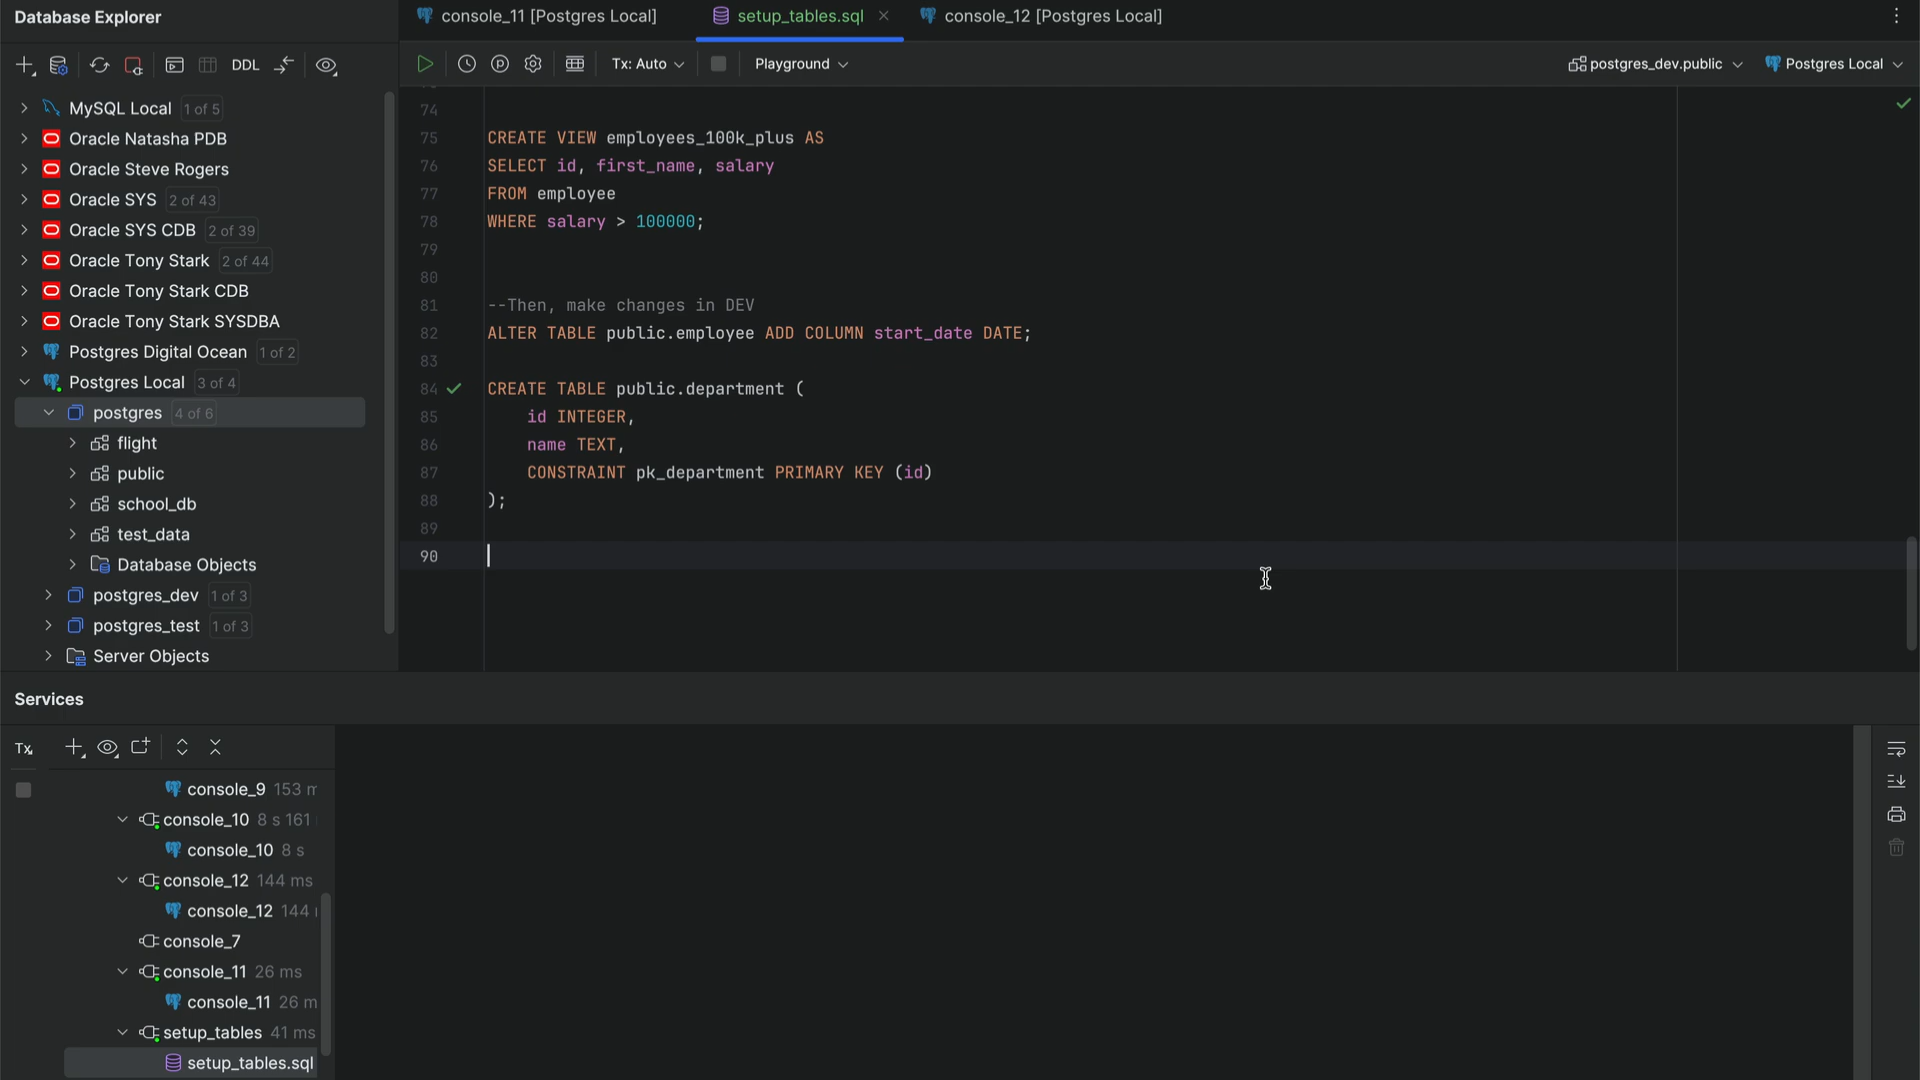 Database Explorer
DDL
MySQL Local 1 of 5
Oracle Natasha PDB
Oracle Steve Rogers
Oracle SYS 2 of 43
Oracle SYS CDB 2 of 39
Oracle Tony Stark 2 of 44
Oracle Tony Stark CDB
Oracle Tony Stark SYSDBA
Postgres Digital Ocean 1 of 2
Postgres Local 3 of 4
postgres 4 of 6
flight
public
school_db
test_data
Database Objects
postgres_dev 1 of 3
postgres_test 1 of 3
Server Objects
console_11 [Postgres Local] setup_tables.sql console_12 [Postgres Local]
Tx: Auto Playground postgres_dev.public Postgres Local
74
75 CREATE VIEW employees_100k_plus AS
76 SELECT id, first_name, salary
77 FROM employee
78 WHERE salary > 100000;
79
80
81 --Then, make changes in DEV
82 ALTER TABLE public.employee ADD COLUMN start_date DATE;
83
84 CREATE TABLE public.department (
85 id INTEGER,
86 name TEXT,
87 CONSTRAINT pk_department PRIMARY KEY (id)
88 );
89
90
Services
Tx
console_9 153 m
console_10 8 s 161
console_10 8 s
console_12 144 ms
console_12 144
console_7
console_11 26 ms
console_11 26 m
setup_tables 41 ms
setup_tables.sql